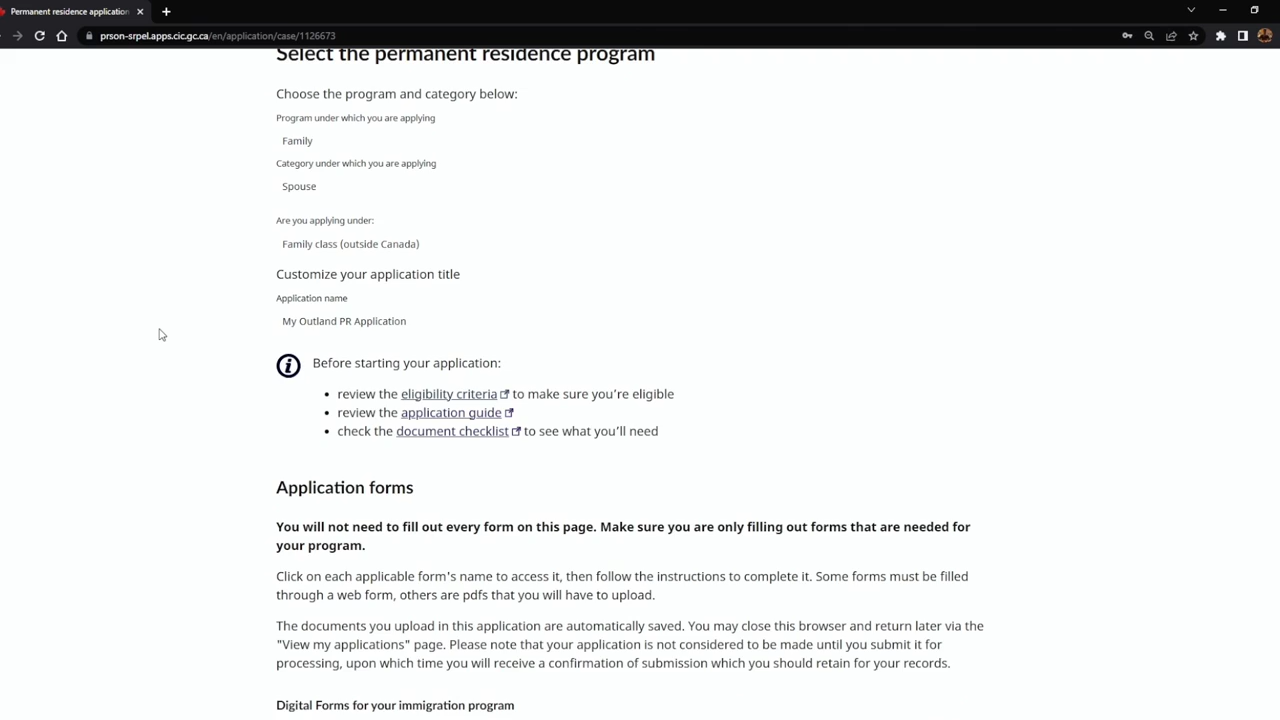 Permanent residence application
prson-srpel.apps.cic.gc.ca/en/application/case/1126673
Select the permanent residence program
Choose the program and category below:
Program under which you are applying
Family
Category under which you are applying
Spouse
Are you applying under:
Family class (outside Canada)
Customize your application title
Application name
My Outland PR Application
Before starting your application:
• review the eligibility criteria to make sure you're eligible
• review the application guide
• check the document checklist to see what you'll need
Application forms
You will not need to fill out every form on this page. Make sure you are only filling out forms that are needed for
your program.
Click on each applicable form's name to access it, then follow the instructions to complete it. Some forms must be filled
through a web form, others are pdfs that you will have to upload.
The documents you upload in this application are automatically saved. You may close this browser and return later via the
"View my applications" page. Please note that your application is not considered to be made until you submit it for
processing, upon which time you will receive a confirmation of submission which you should retain for your records.
Digital Forms for your immigration program